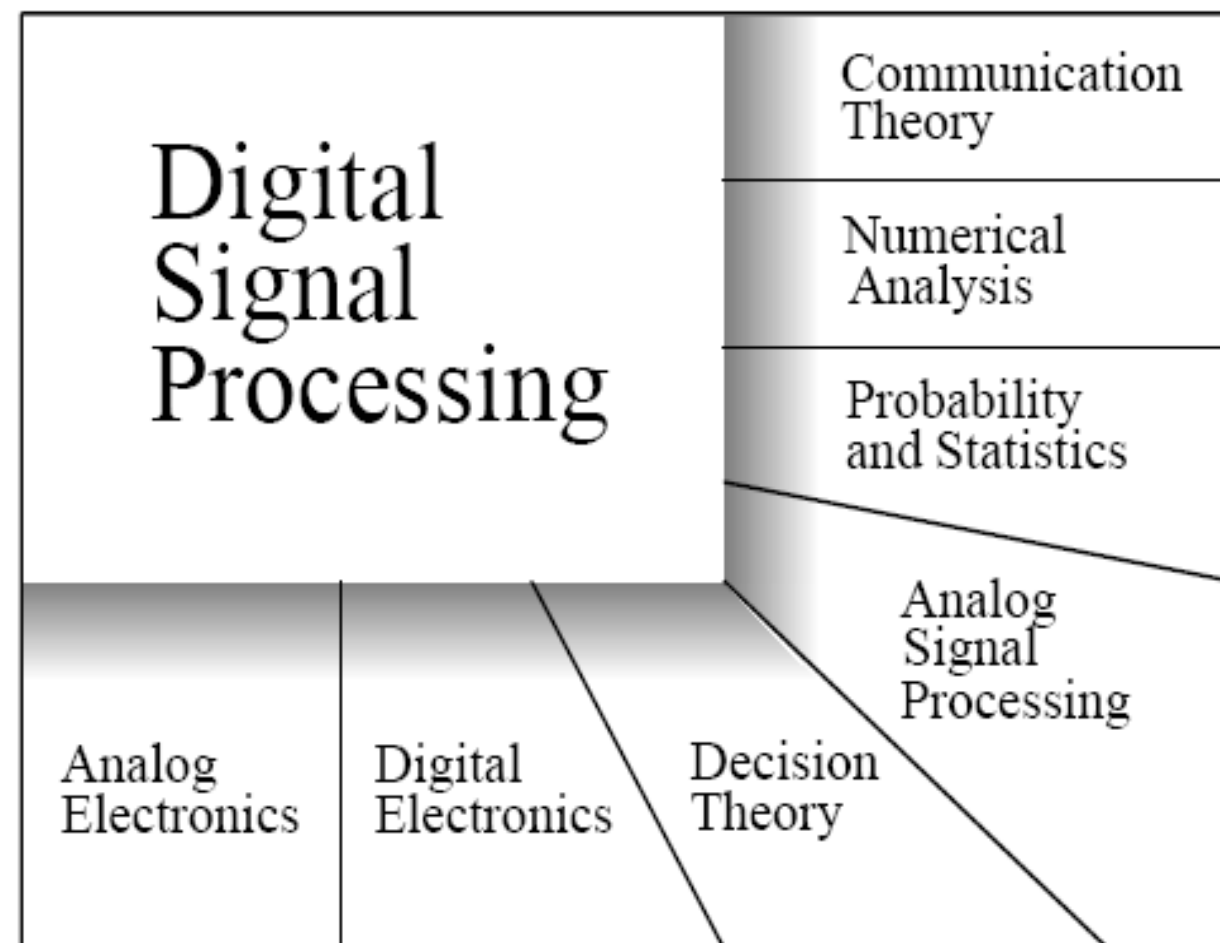 Digital
Signal
Processing
Communication
Theory
Numerical
Analysis
Probability
and Statistics
Analog
Signal
Processing
Decision
Theory
Digital
Electronics
Analog
Electronics